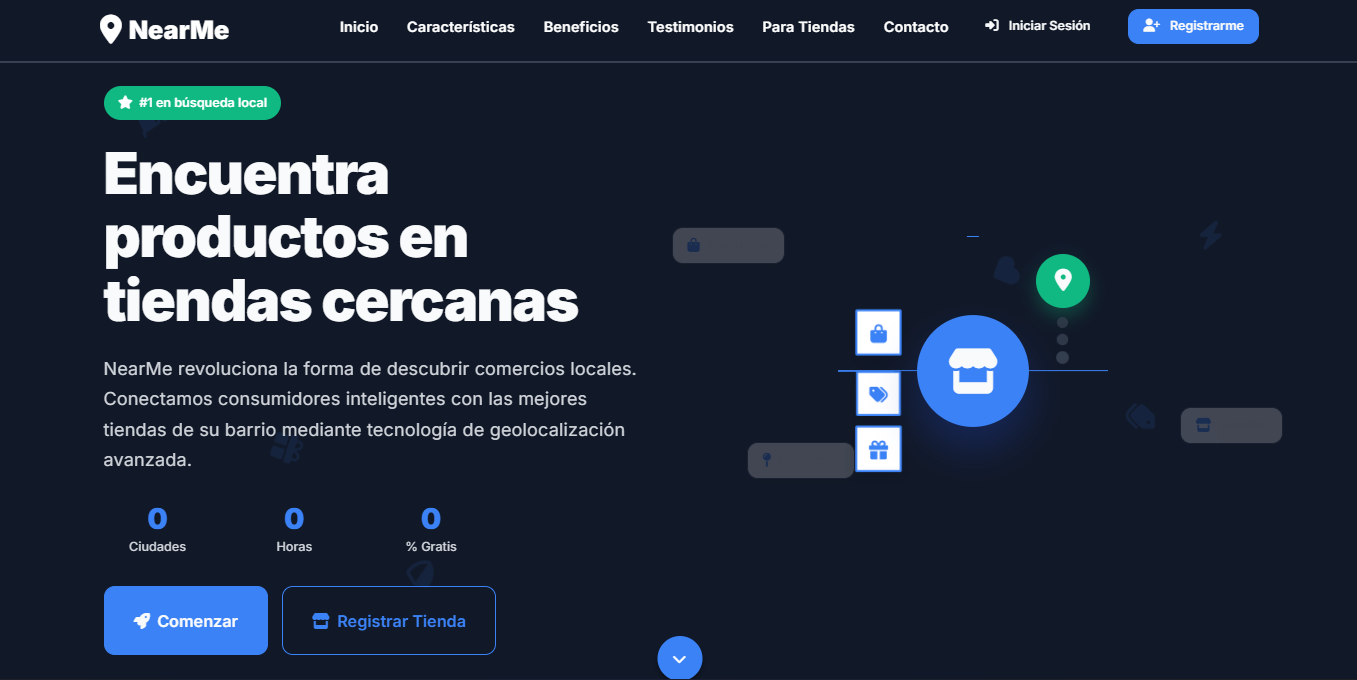 NearMe
Inicio Características Beneficios Testimonios Para Tiendas Contacto Iniciar Sesión Registrarme
#1 en búsqueda local
Encuentra
productos en
tiendas cercanas
NearMe revoluciona la forma de descubrir comercios locales.
Conectamos consumidores inteligentes con las mejores
tiendas de su barrio mediante tecnología de geolocalización
avanzada.
0 0 0
Ciudades Horas % Gratis
Comenzar Registrar Tienda